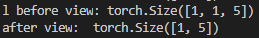 l before view: torch.Size([1, 1, 5])
after view:  torch.Size([1, 5])